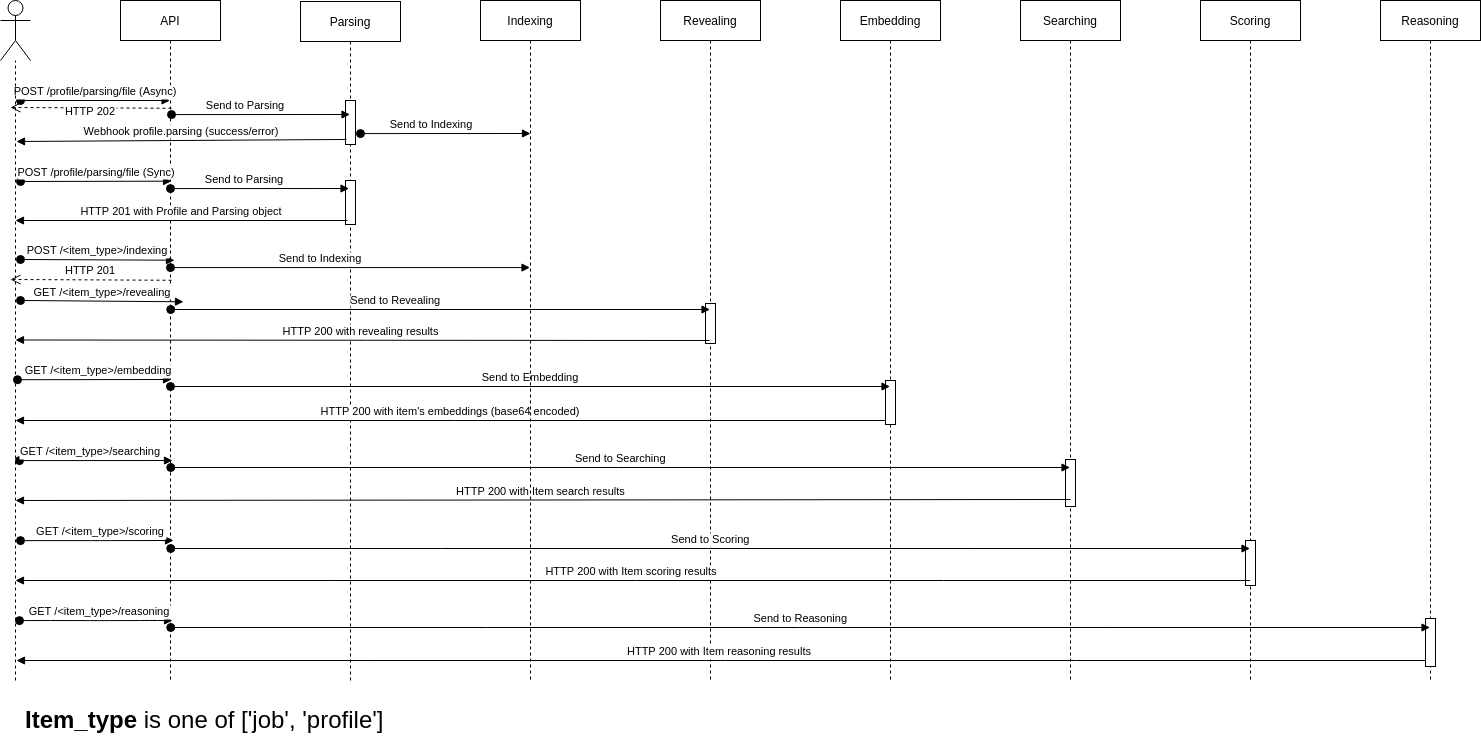 API
Parsing
Indexing
Revealing
Embedding
Searching
Scoring
Reasoning
POST /profile/parsing/file (Async)
Send to Parsing
HTTP 202
Send to Indexing
Webhook profile.parsing (success/error)
POST /profile/parsing/file (Sync)
Send to Parsing
HTTP 201 with Profile and Parsing object
POST /<item_type>/indexing
Send to Indexing
HTTP 201
GET /<item_type>/revealing
Send to Revealing
HTTP 200 with revealing results
GET /<item_type>/embedding
Send to Embedding
HTTP 200 with item's embeddings (base64 encoded)
GET /<item_type>/searching
Send to Searching
HTTP 200 with Item search results
GET /<item_type>/scoring
Send to Scoring
HTTP 200 with Item scoring results
GET /<item_type>/reasoning
Send to Reasoning
HTTP 200 with Item reasoning results
Item_type is one of ['job', 'profile']